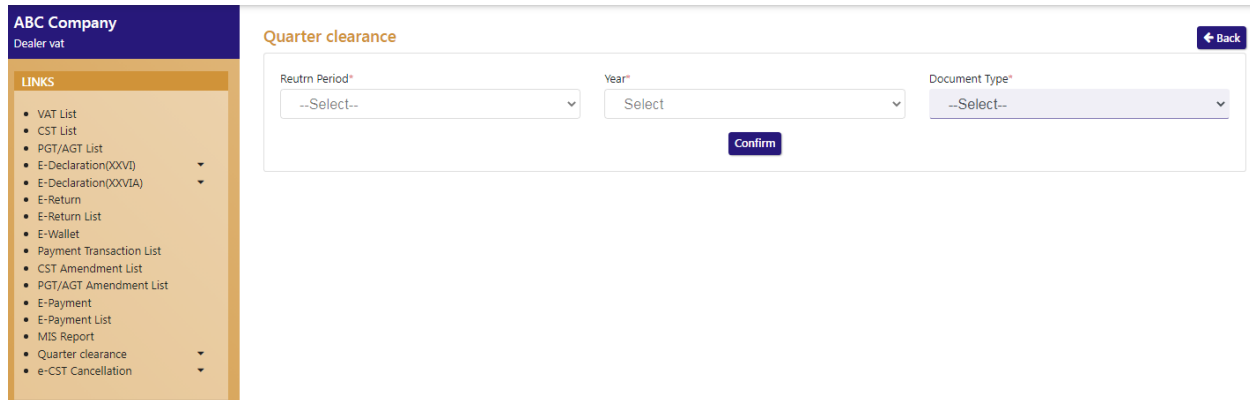 ABC Company
Dealer vat
Quarter clearance
Back
LINKS
Reutrn Period*
Year*
Document Type*
--Select--
Select
--Select--
Confirm
VAT List
CST List
PGT/AGT List
E-Declaration(XXVI)
E-Declaration(XXVIA)
E-Return
E-Return List
E-Wallet
Payment Transaction List
CST Amendment List
PGT/AGT Amendment List
E-Payment
E-Payment List
MIS Report
Quarter clearance
e-CST Cancellation